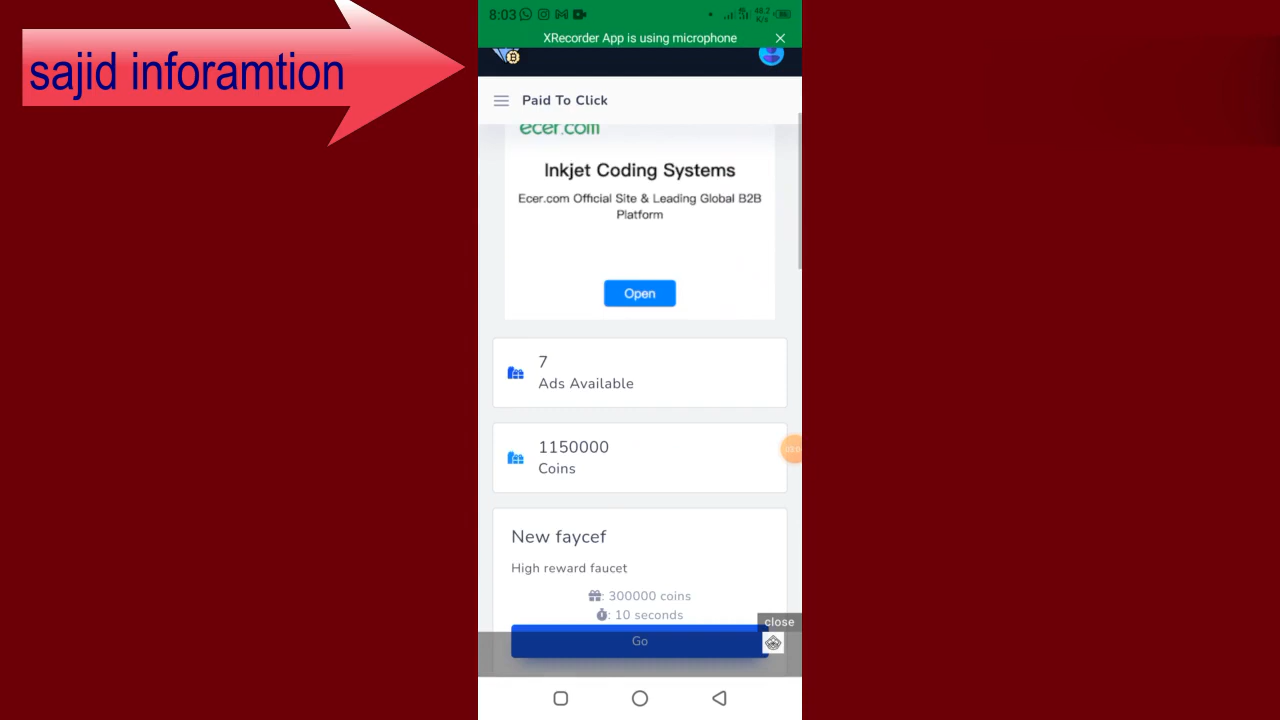 sajid inforamtion
8:03
48.2
K/s
XRecorder App is using microphone
Paid To Click
ecer.com
Inkjet Coding Systems
Ecer.com Official Site & Leading Global B2B
Platform
Open
7
Ads Available
1150000
Coins
New faycef
High reward faucet
: 300000 coins
: 10 seconds
close
Go